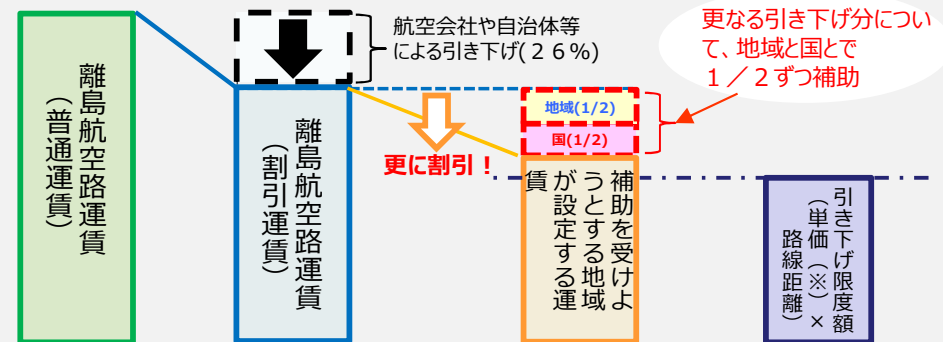 離島航空路運賃
（普通運賃）
航空会社や自治体等
による引き下げ(２６%)
離島航空路運賃
（割引運賃）
更に割引！
地域(1/2)
国(1/2)
補助を受けよ
うとする地域
が設定する運
賃
更なる引き下げ分につい
て、地域と国とで
１／２ずつ補助
引き下げ限度額
（単価（※）×
路線距離）